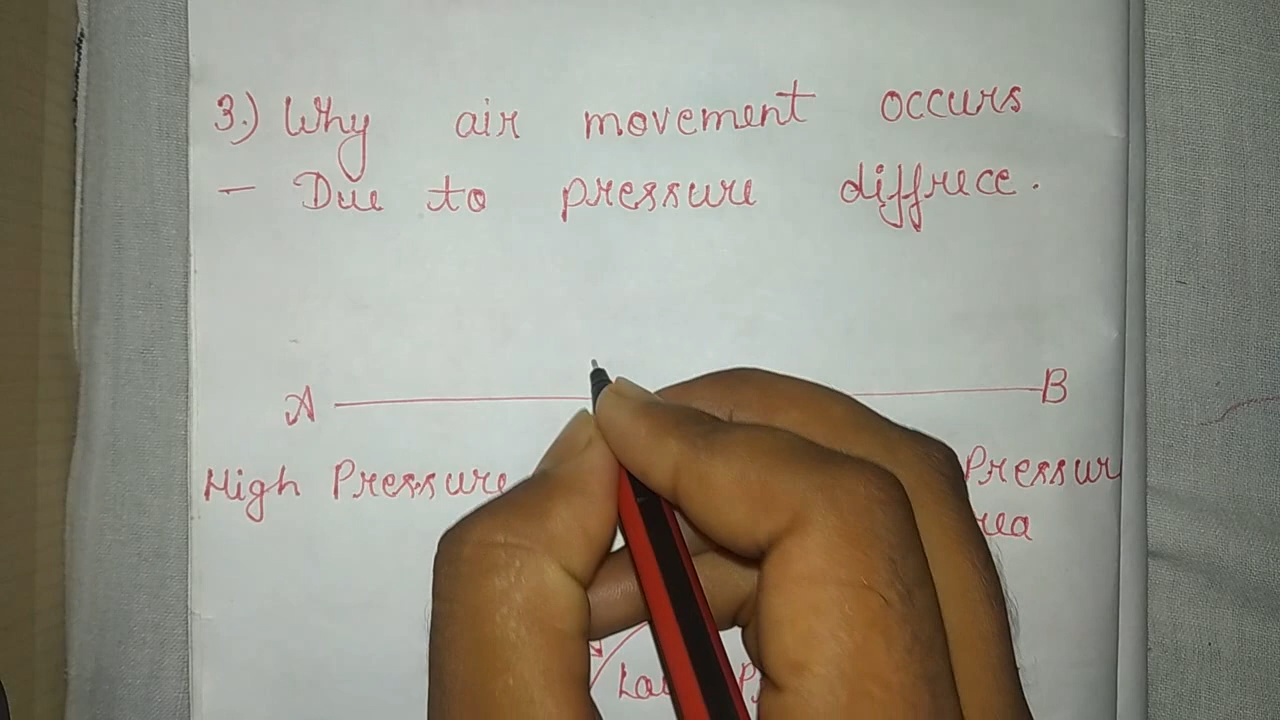 3.) Why air movement occurs
- Due to pressure diffrece.
A B
High Pressure Pressur